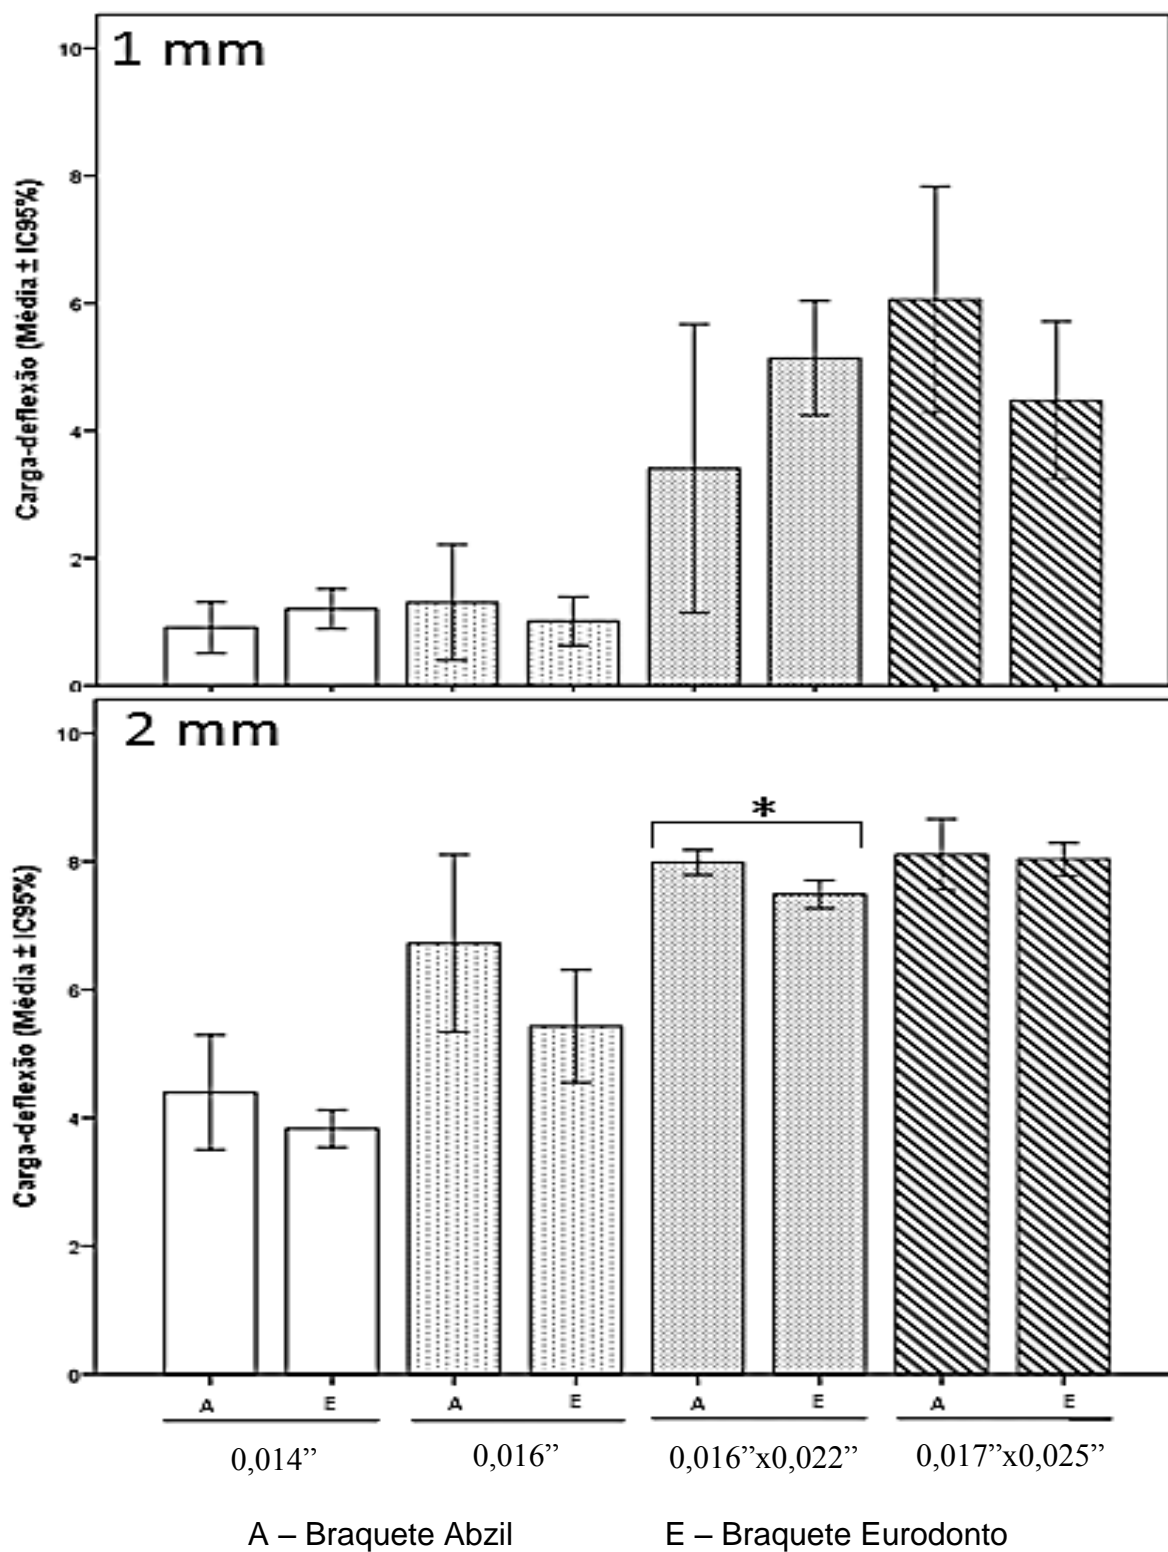 1 mm
Carga-deflexão (Média ± IC95%)
10
8
6
4
2
0
2 mm
Carga-deflexão (Média ± IC95%)
10
8
6
4
2
0
*
A E A E A E A E
0,014” 0,016” 0,016”x0,022” 0,017”x0,025”
A – Braquete Abzil E – Braquete Eurodonto